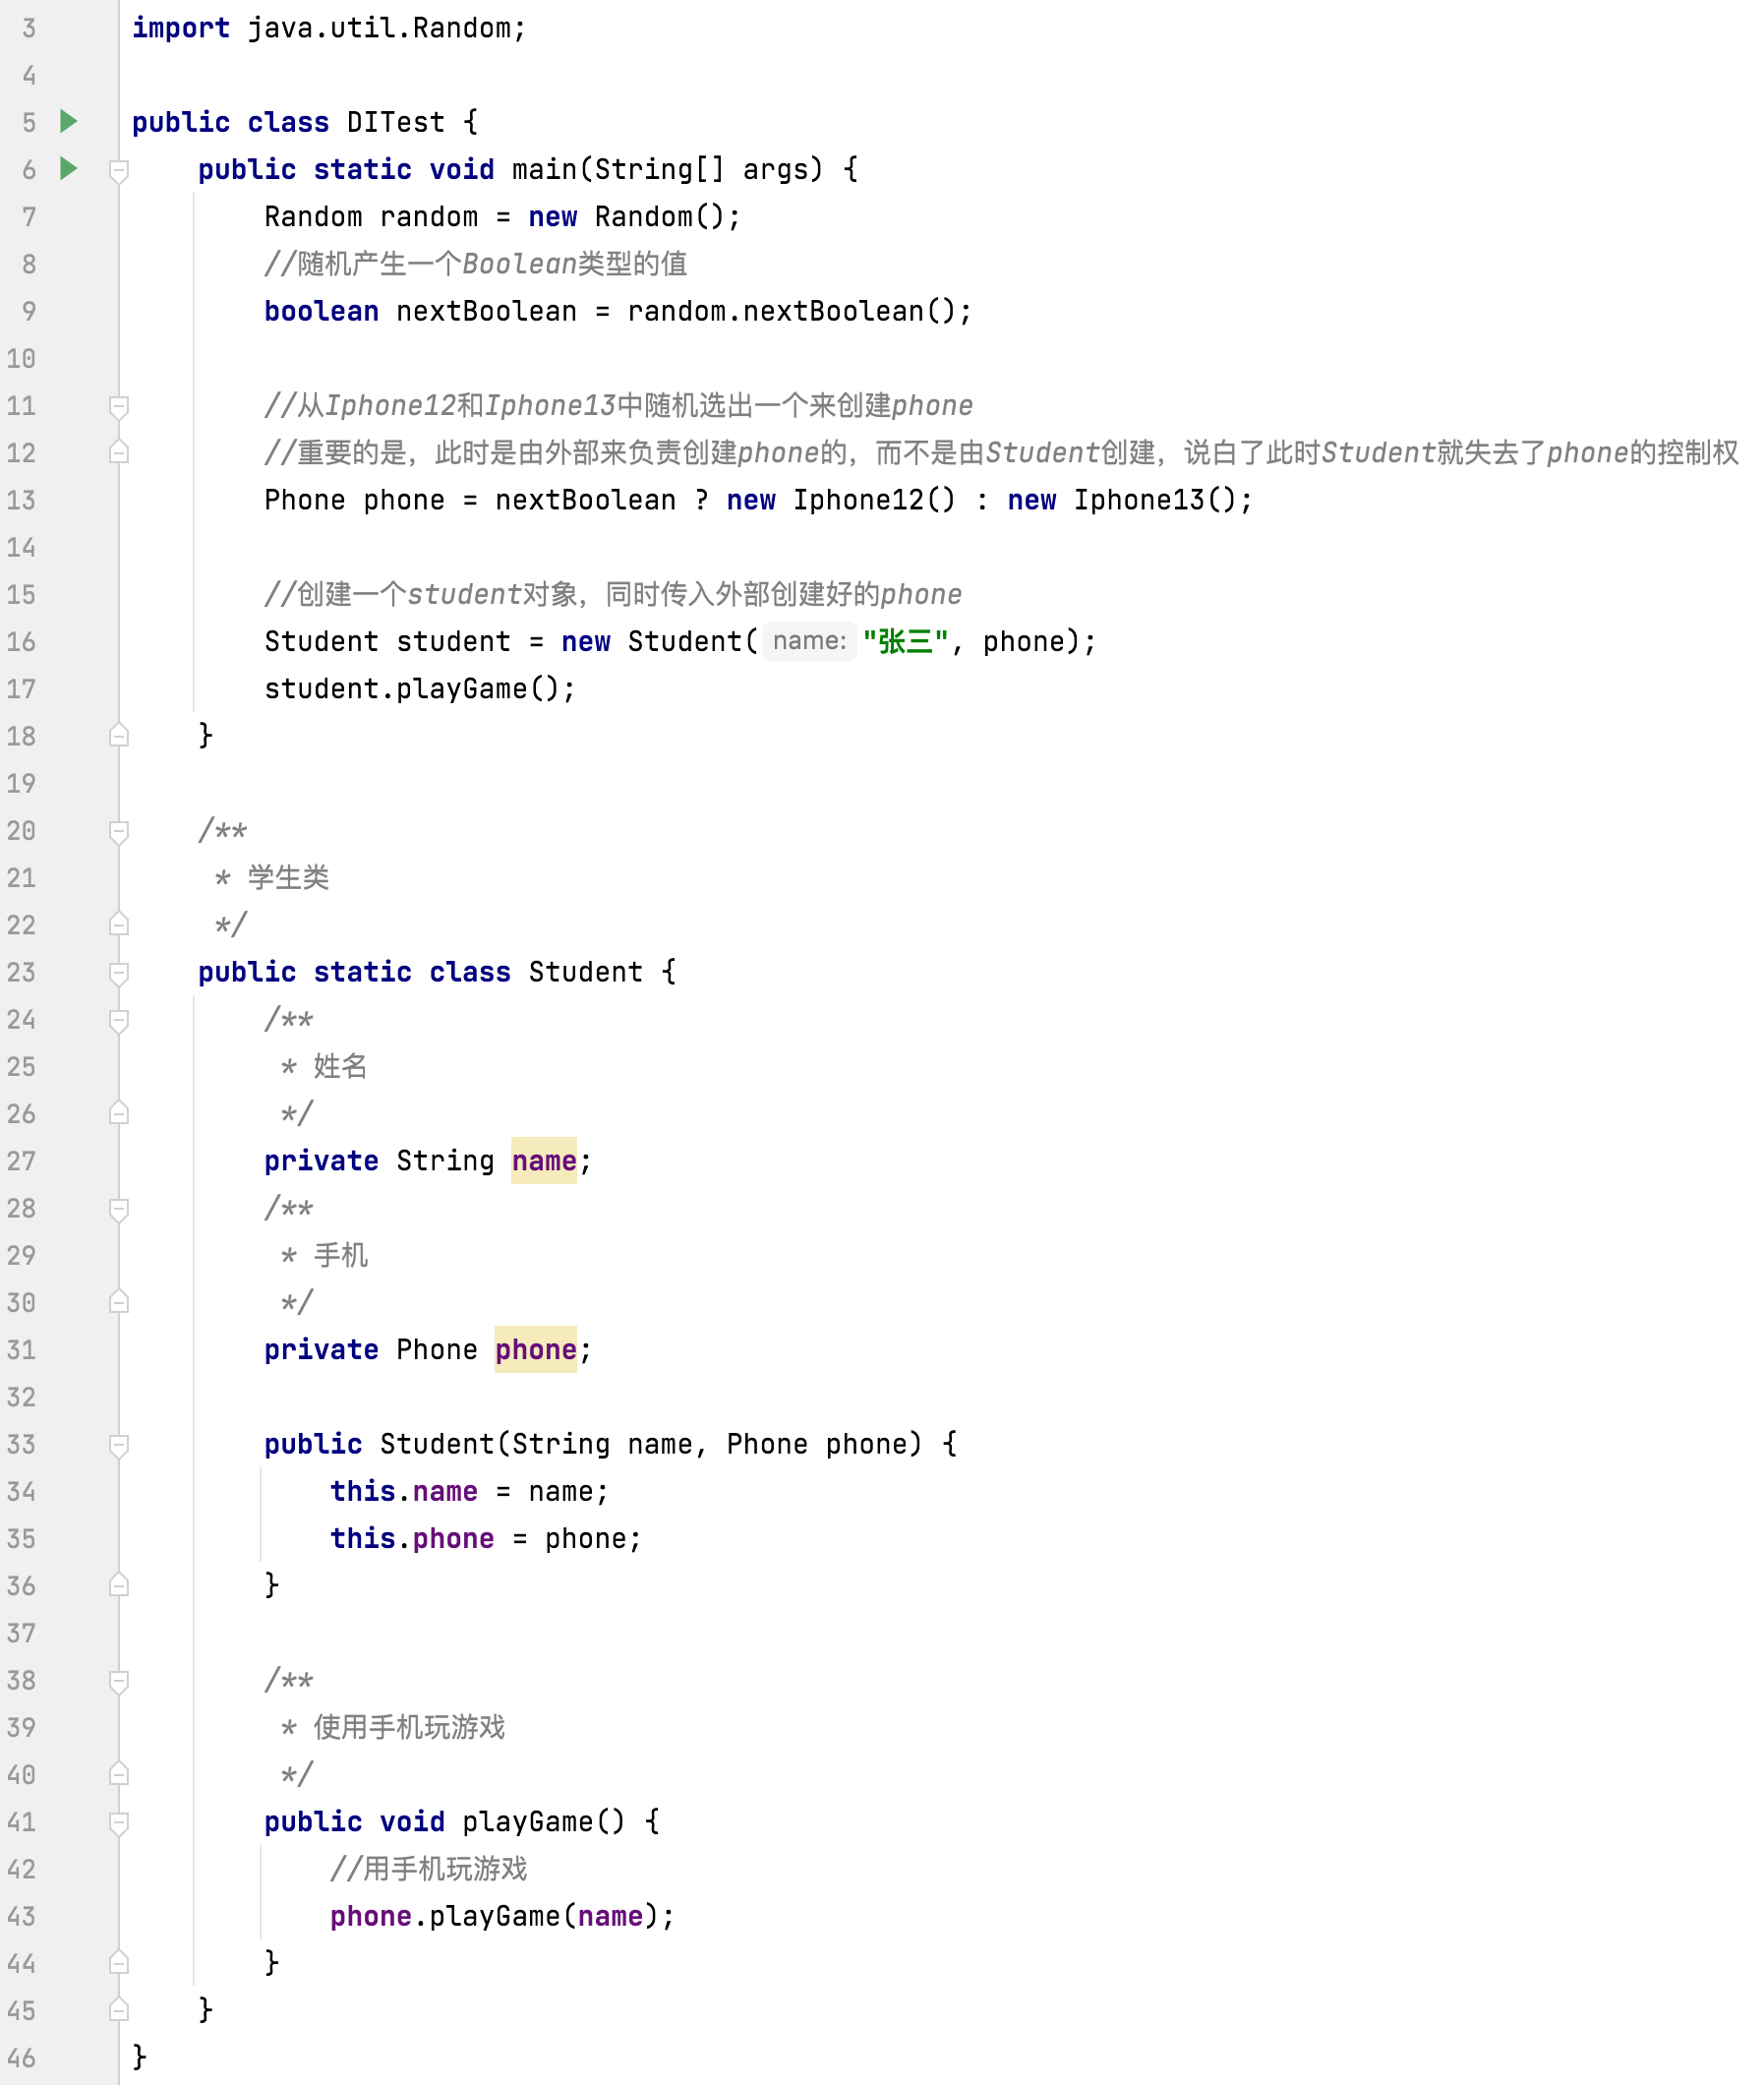 3 import java.util.Random;
4
5 public class DITest {
6     public static void main(String[] args) {
7         Random random = new Random();
8         //随机产生一个Boolean类型的值
9         boolean nextBoolean = random.nextBoolean();
10
11         //从Iphone12和Iphone13中随机选出一个来创建phone
12         //重要的是，此时是由外部来负责创建phone的，而不是由Student创建，说白了此时Student就失去了phone的控制权
13         Phone phone = nextBoolean ? new Iphone12() : new Iphone13();
14
15         //创建一个student对象，同时传入外部创建好的phone
16         Student student = new Student( name: "张三", phone);
17         student.playGame();
18     }
19
20     /**
21      * 学生类
22      */
23     public static class Student {
24         /**
25          * 姓名
26          */
27         private String name;
28         /**
29          * 手机
30          */
31         private Phone phone;
32
33         public Student(String name, Phone phone) {
34             this.name = name;
35             this.phone = phone;
36         }
37
38         /**
39          * 使用手机玩游戏
40          */
41         public void playGame() {
42             //用手机玩游戏
43             phone.playGame(name);
44         }
45     }
46 }